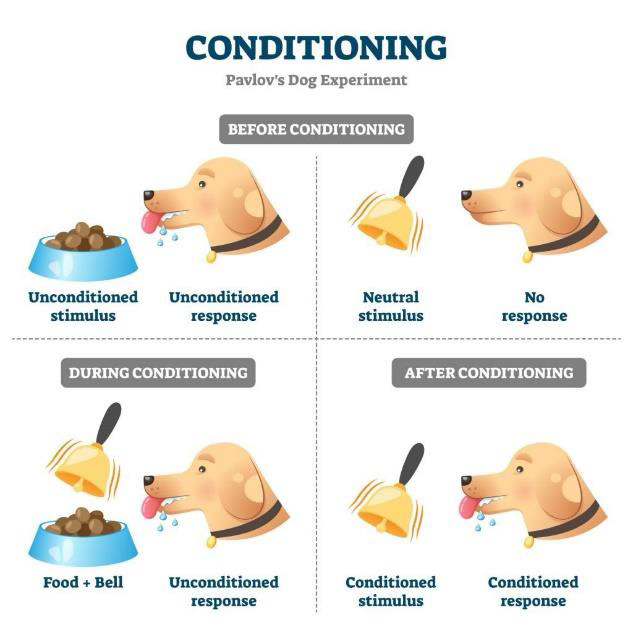 CONDITIONING
Pavlov's Dog Experiment
BEFORE CONDITIONING
Unconditioned
stimulus
Unconditioned
response
Neutral
stimulus
No
response
DURING CONDITIONING
Food + Bell
Unconditioned
response
AFTER CONDITIONING
Conditioned
stimulus
Conditioned
response